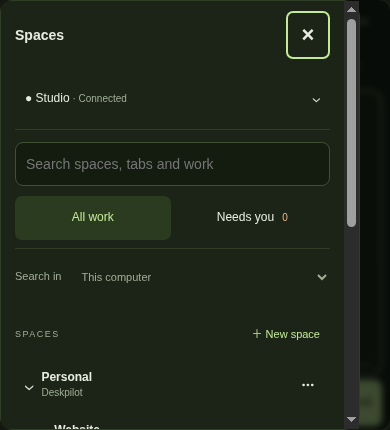 Spaces
● Studio · Connected
Search spaces, tabs and work
All work
Needs you 0
Search in This computer
SPACES
+ New space
Personal
Deskpilot
Website